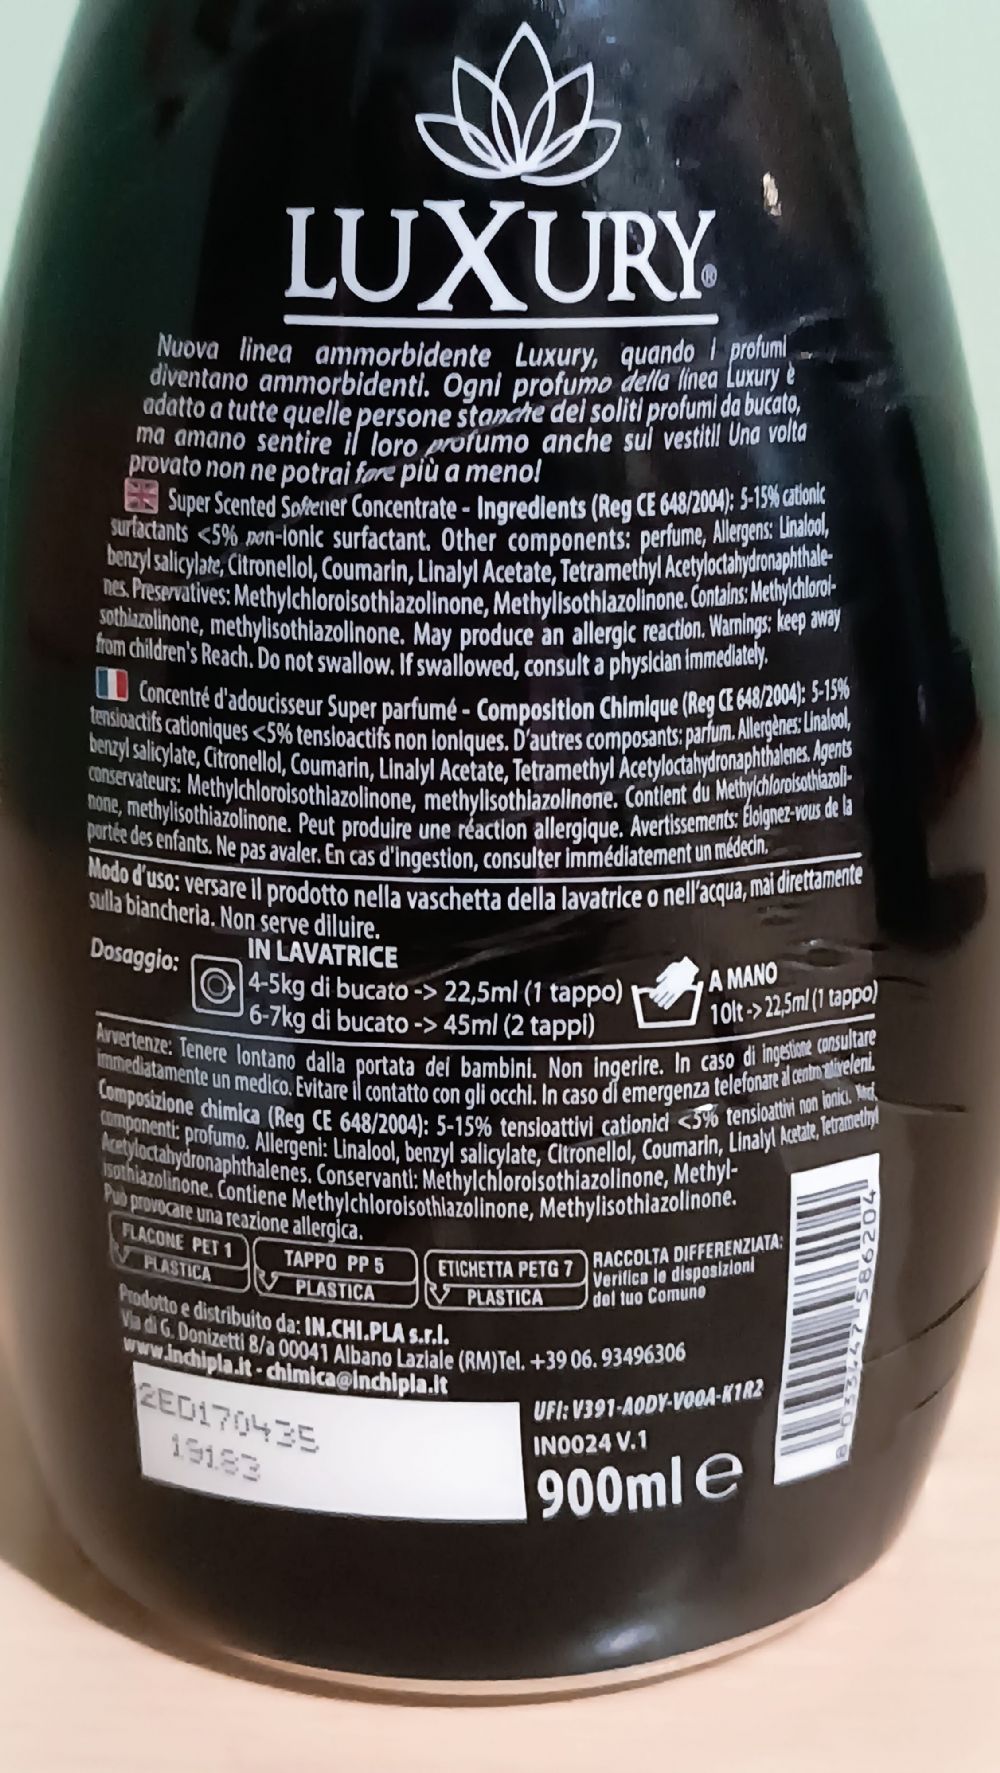 LUXURY®
Nuova linea ammorbidente Luxury, quando i profumi
diventano ammorbidenti. Ogni profumo della linea Luxury è
adatto a tutte quelle persone stanche dei soliti profumi da bucato,
ma amano sentire il loro profumo anche sui vestiti! Una volta
provato non ne potrai fare più a meno!
Super Scented Softener Concentrate - Ingredients (Reg CE 648/2004): 5-15% cationic
surfactants <5% non-ionic surfactant. Other components: perfume, Allergens: Linalool,
benzyl salicylate, Citronellol, Coumarin, Linalyl Acetate, Tetramethyl Acetyloctahydronaphthale-
nes. Preservatives: Methylchloroisothiazolinone, Methylisothiazolinone. Contains: Methylchloroi-
sothiazolinone, methylisothiazolinone. May produce an allergic reaction. Warnings: keep away
from children's Reach. Do not swallow. If swallowed, consult a physician immediately.
Concentré d'adoucisseur Super parfumé - Composition Chimique (Reg CE 648/2004): 5-15%
tensioactifs cationiques <5% tensioactifs non ioniques. D'autres composants: parfum. Allergènes: Linalool,
benzyl salicylate, Citronellol, Coumarin, Linalyl Acetate, Tetramethyl Acetyloctahydronaphthalenes. Agents
conservateurs: Methylchloroisothiazolinone, methylisothiazolinone. Contient du Methylchloroisothiazoli-
none, methylisothiazolinone. Peut produire une réaction allergique. Avertissements: Éloignez-vous de la
portée des enfants. Ne pas avaler. En cas d'ingestion, consulter immédiatement un médecin.
Modo d'uso: versare il prodotto nella vaschetta della lavatrice o nell'acqua, mai direttamente
sulla biancheria. Non serve diluire.
Dosaggio:
IN LAVATRICE
4-5kg di bucato -> 22,5ml (1 tappo)
6-7kg di bucato -> 45ml (2 tappi)
A MANO
10lt -> 22,5ml (1 tappo)
Avvertenze: Tenere lontano dalla portata dei bambini. Non ingerire. In caso di ingestione consultare
immediatamente un medico. Evitare il contatto con gli occhi. In caso di emergenza telefonare al centro antiveleni.
Composizione chimica (Reg CE 648/2004): 5-15% tensioattivi cationici <5% tensioattivi non ionici. Altri
componenti: profumo. Allergeni: Linalool, benzyl salicylate, Citronellol, Coumarin, Linalyl Acetate, Tetramethyl
Acetyloctahydronaphthalenes. Conservanti: Methylchloroisothiazolinone, Methyl-
isothiazolinone. Contiene Methylchloroisothiazolinone, Methylisothiazolinone.
Può provocare una reazione allergica.
FLACONE PET 1
PLASTICA
TAPPO PP 5
PLASTICA
ETICHETTA PETG 7
PLASTICA
RACCOLTA DIFFERENZIATA:
Verifica le disposizioni
del tuo Comune
Prodotto e distribuito da: IN.CHI.PLA s.r.l.
Via di G. Donizetti 8/a 00041 Albano Laziale (RM)Tel. +39 06. 93496306
www.inchipla.it - chimica@inchipla.it
2ED170435
19183
UFI: V391-A0DY-V00A-K1R2
IN0024 V.1
900ml e
8 033447 586204